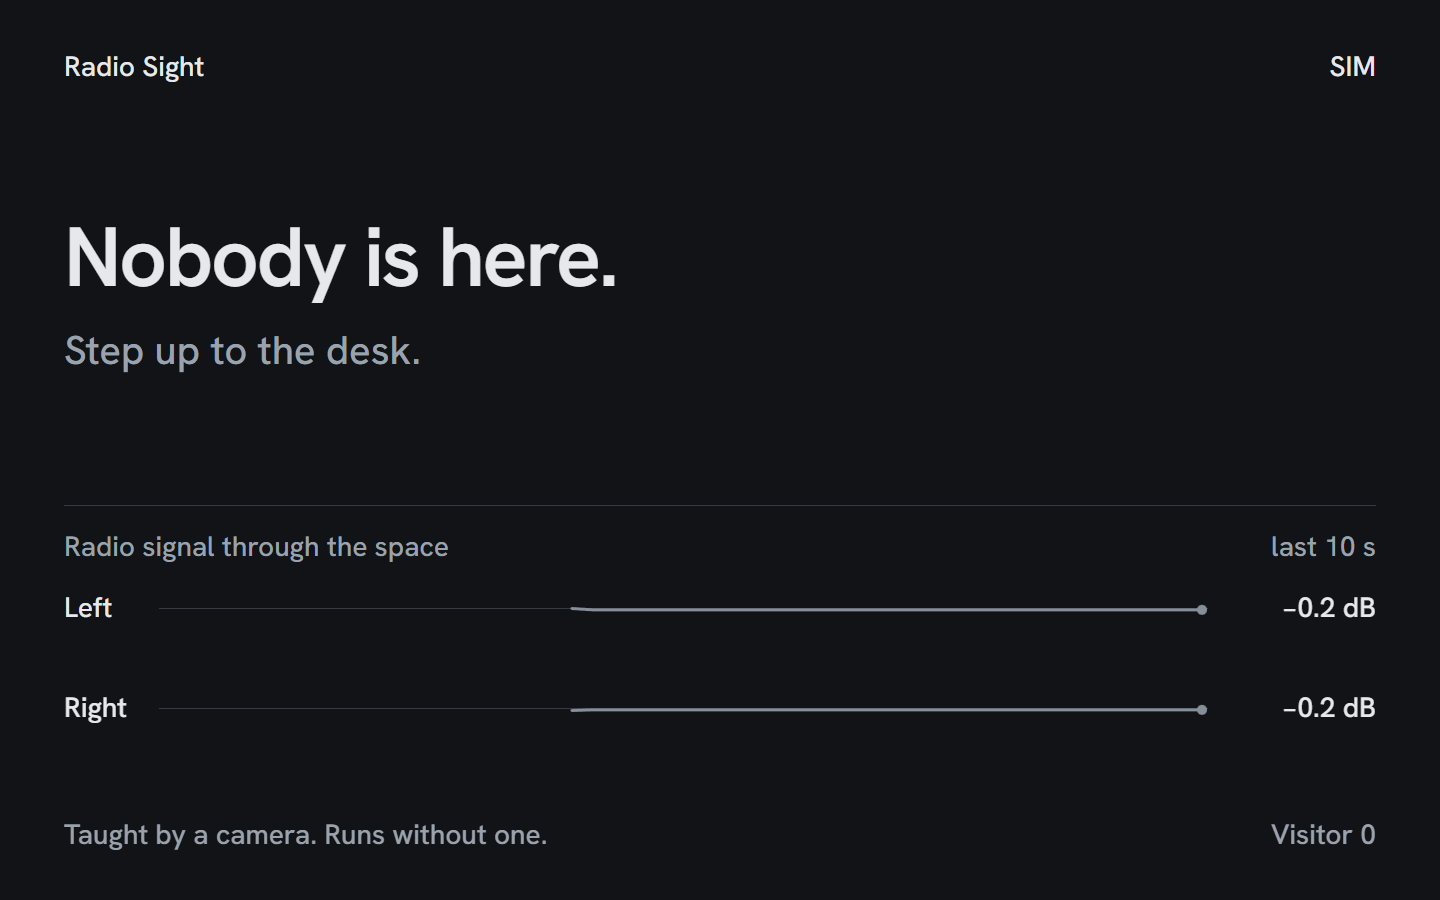 Radio Sight
SIM
Nobody is here.
Step up to the desk.
Radio signal through the space
last 10 s
Left
−0.2 dB
Right
−0.2 dB
Taught by a camera. Runs without one.
Visitor 0